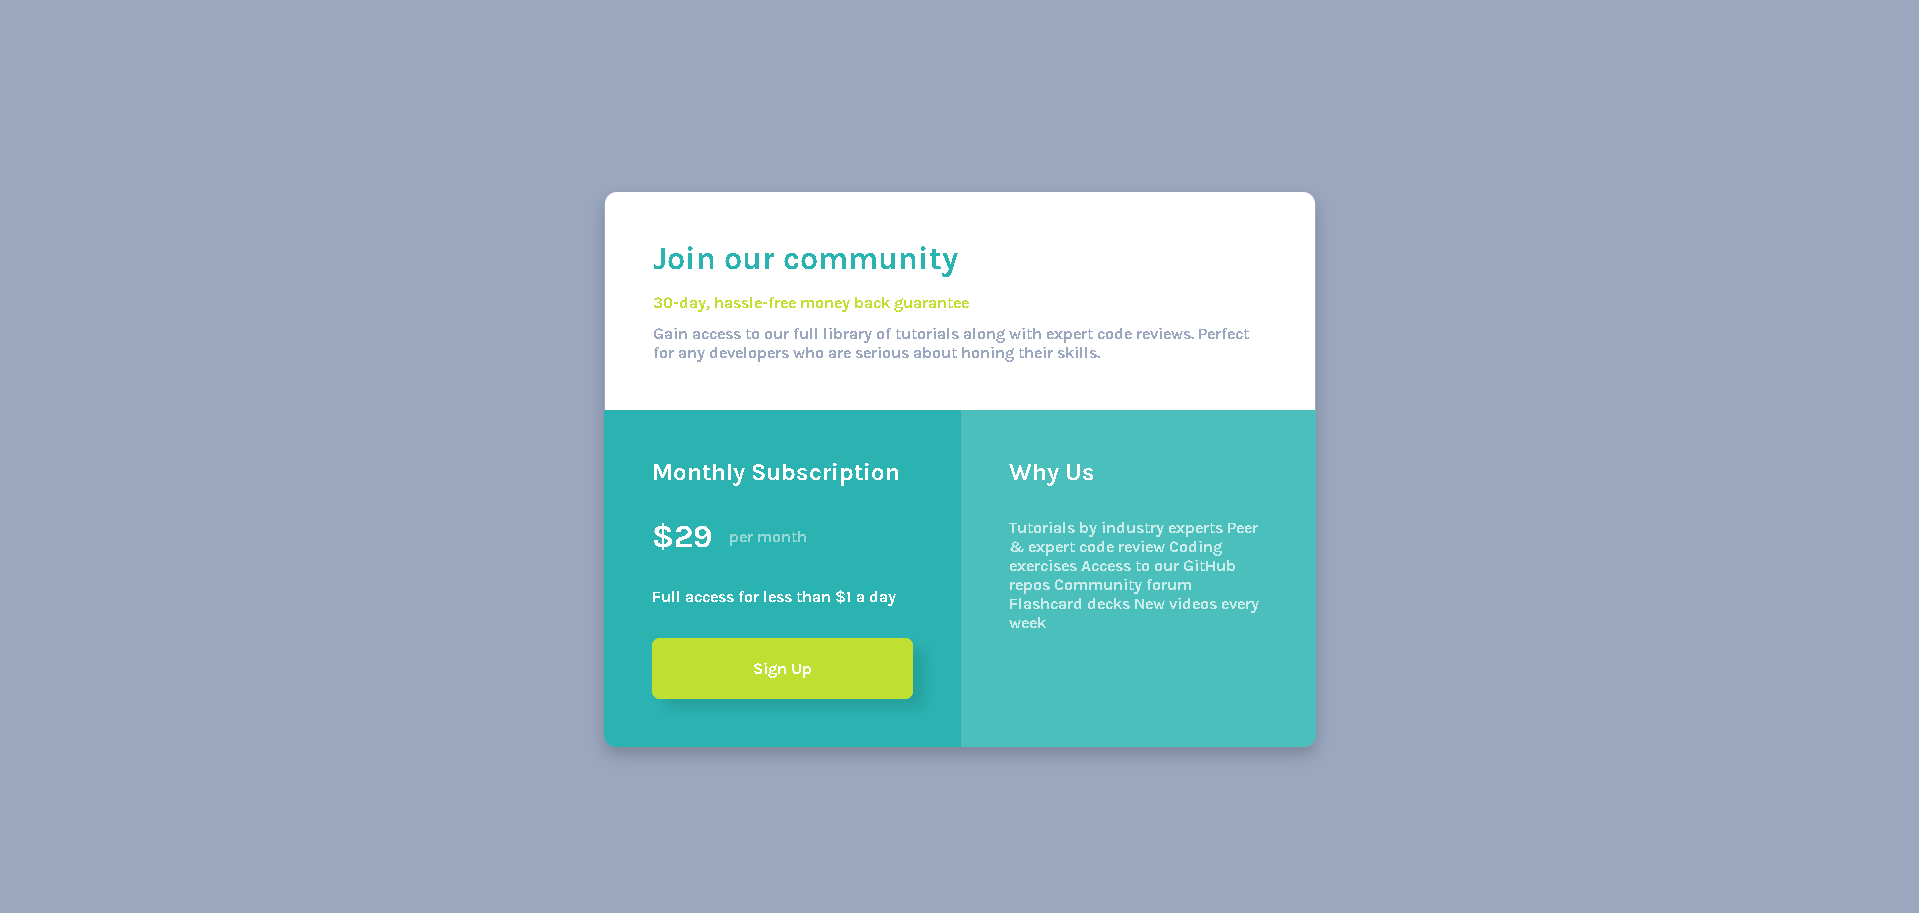 Join our community
30-day, hassle-free money back guarantee
Gain access to our full library of tutorials along with expert code reviews. Perfect
for any developers who are serious about honing their skills.
Monthly Subscription
$29 per month
Full access for less than $1 a day
Sign Up
Why Us
Tutorials by industry experts Peer
& expert code review Coding
exercises Access to our GitHub
repos Community forum
Flashcard decks New videos every
week